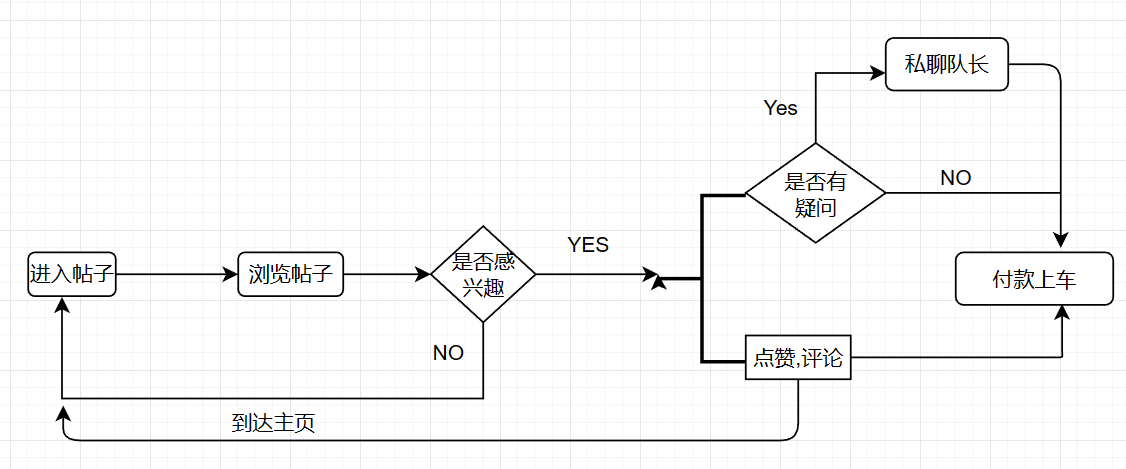 私聊队长
Yes
是否有
疑问
NO
YES
是否感
兴趣
进入帖子
浏览帖子
付款上车
NO
点赞,评论
到达主页